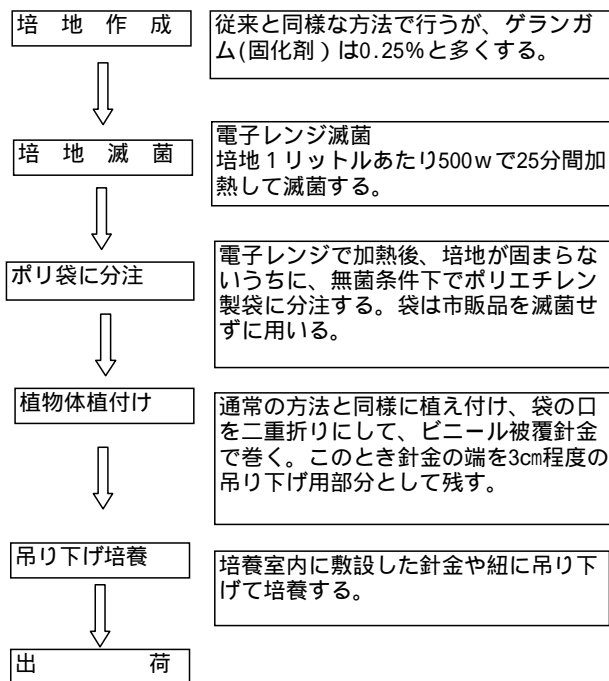 培地作成
従来と同様な方法で行うが、ゲランガ
ム(固化剤)は0.25%と多くする。
培地滅菌
電子レンジ滅菌
培地１リットルあたり500ｗで25分間加
熱して滅菌する。
ポリ袋に分注
電子レンジで加熱後、培地が固まらな
いうちに、無菌条件下でポリエチレン
製袋に分注する。袋は市販品を滅菌せ
ずに用いる。
植物体植付け
通常の方法と同様に植え付け、袋の口
を二重折りにして、ビニール被覆針金
で巻く。このとき針金の端を3㎝程度の
吊り下げ用部分として残す。
吊り下げ培養
培養室内に敷設した針金や紐に吊り下
げて培養する。
出荷